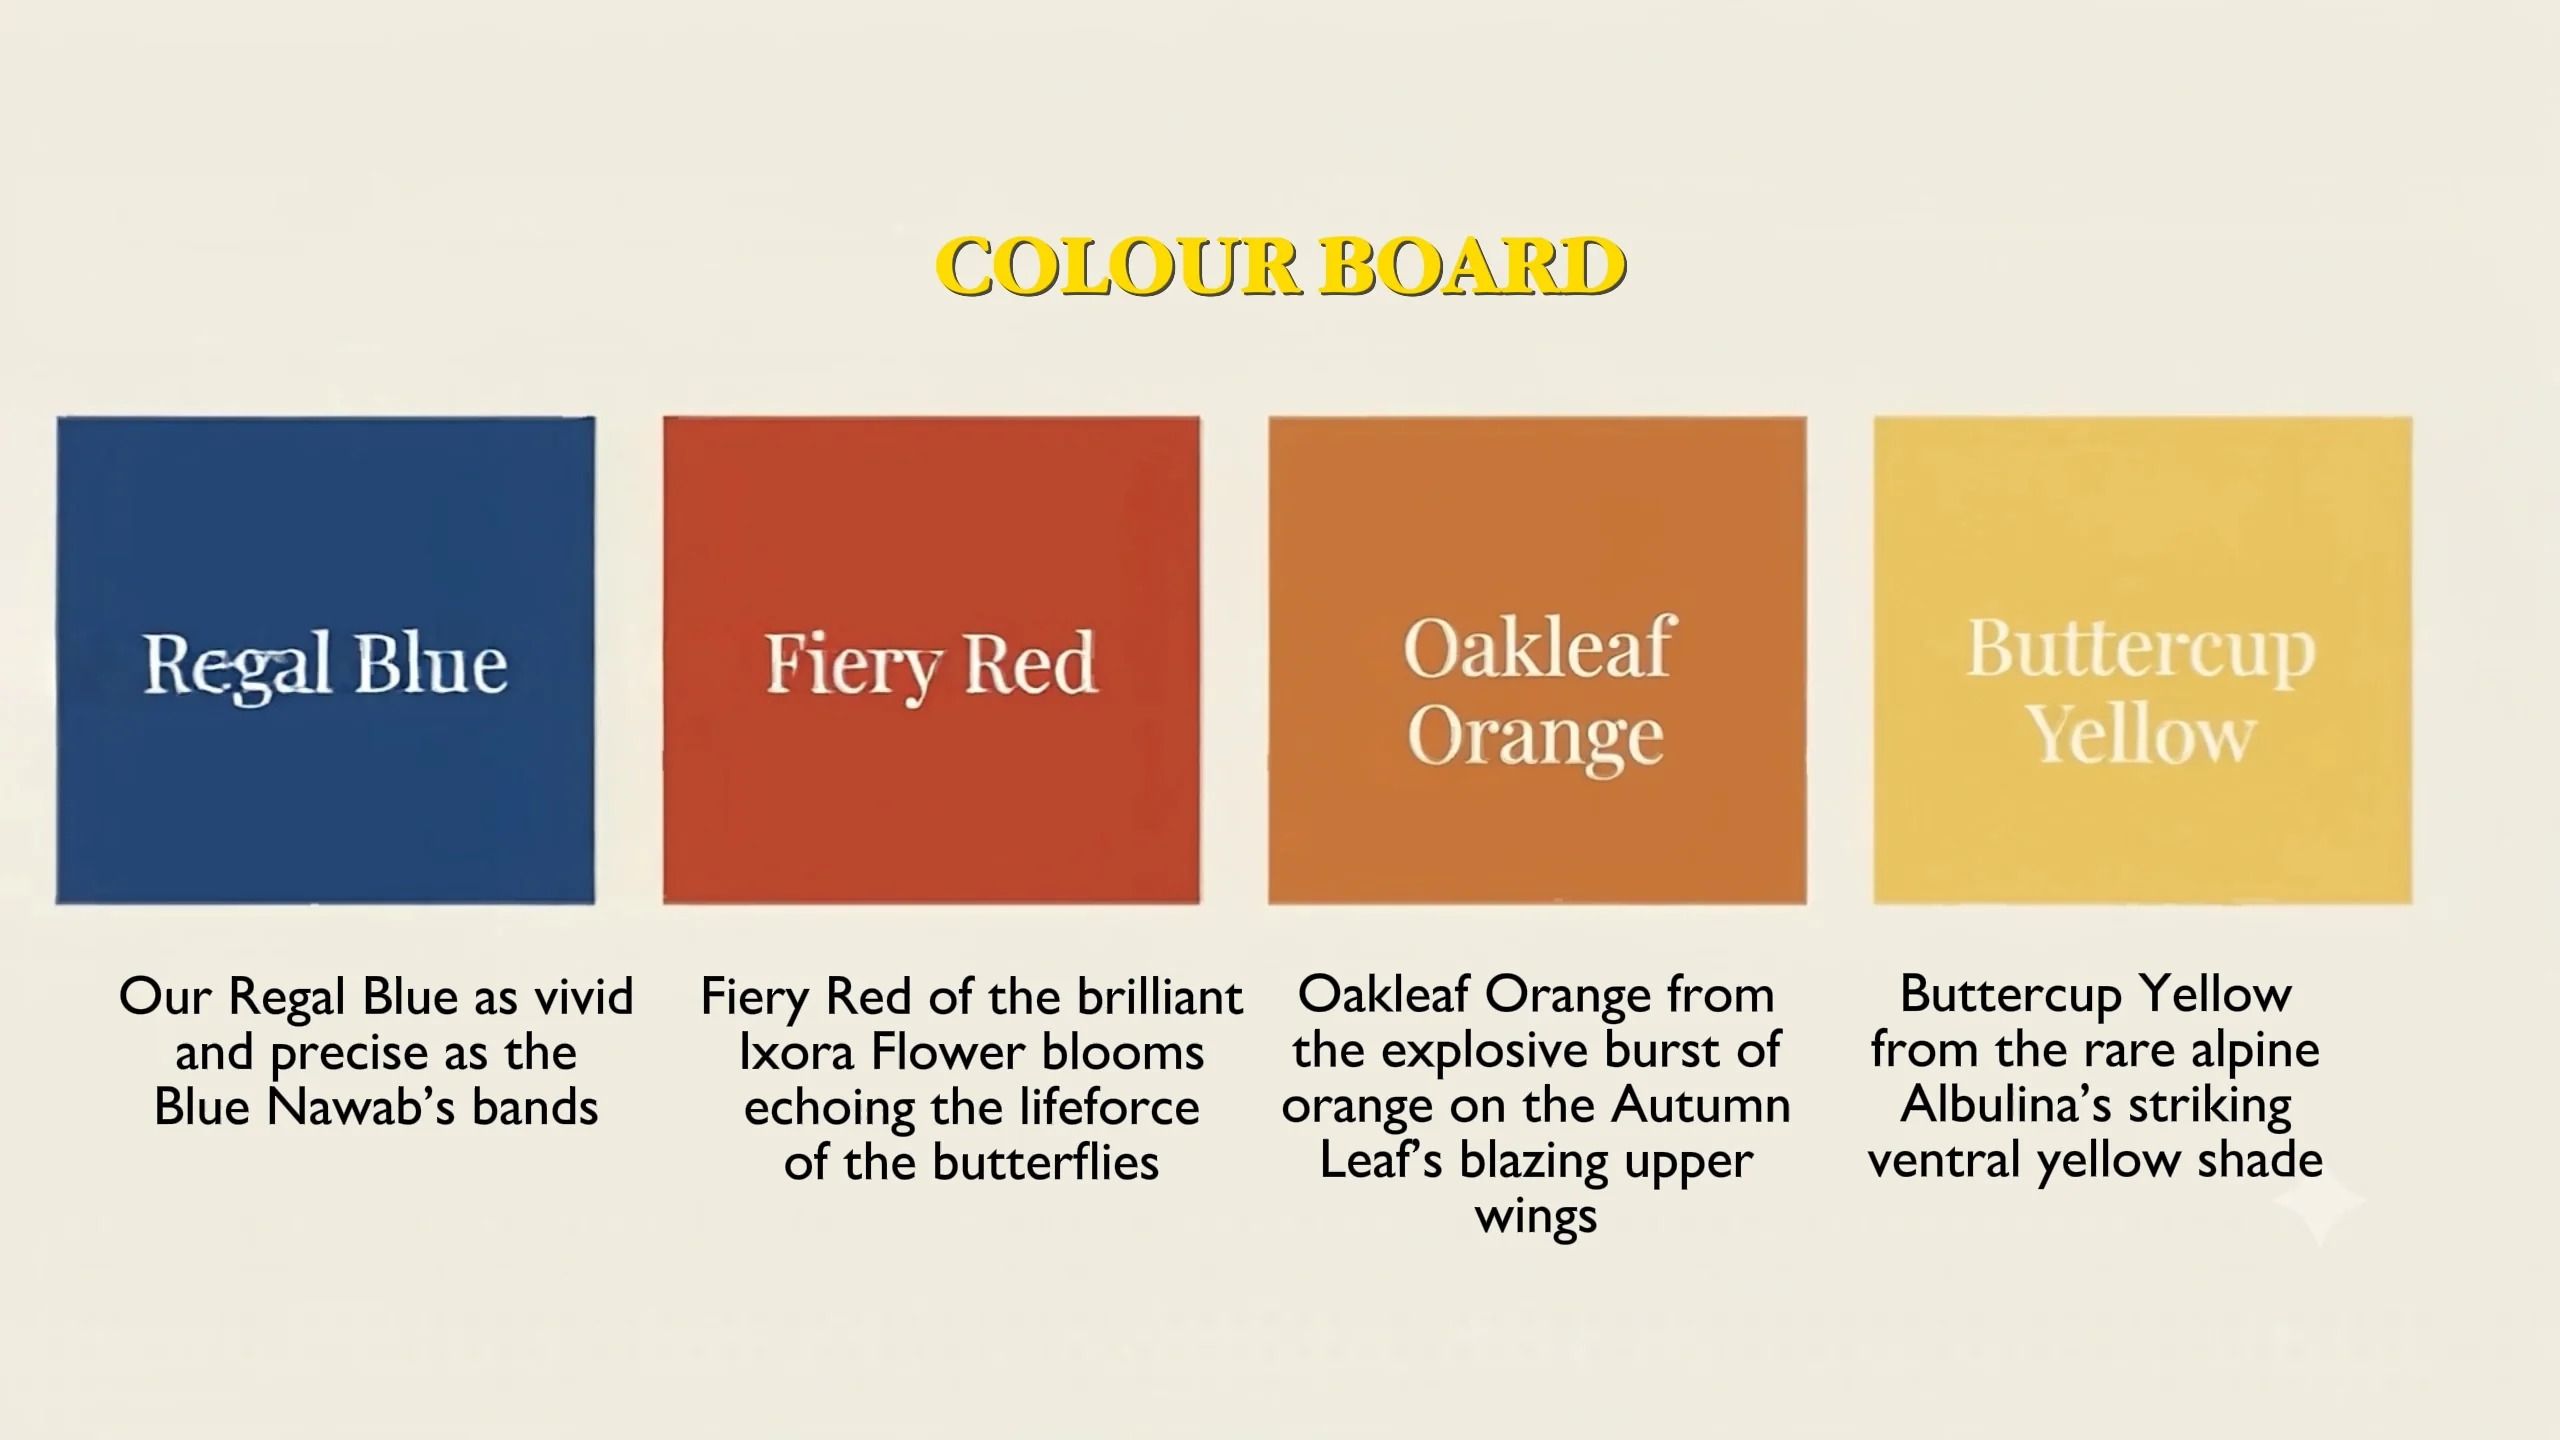 COLOUR BOARD
Regal Blue
Fiery Red
Oakleaf
Orange
Buttercup
Yellow
Our Regal Blue as vivid
and precise as the
Blue Nawab’s bands
Fiery Red of the brilliant
Ixora Flower blooms
echoing the lifeforce
of the butterflies
Oakleaf Orange from
the explosive burst of
orange on the Autumn
Leaf’s blazing upper
wings
Buttercup Yellow
from the rare alpine
Albulina’s striking
ventral yellow shade